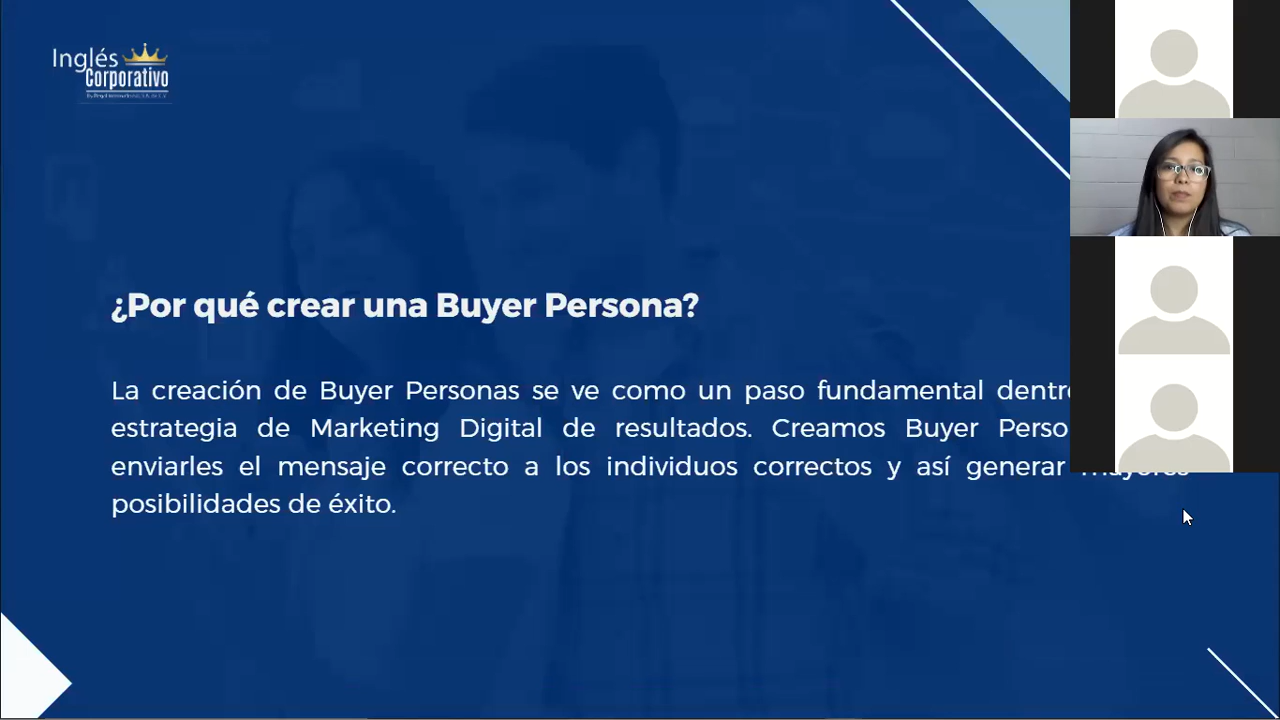 Inglés
Corporativo
¿Por qué crear una Buyer Persona?
La creación de Buyer Personas se ve como un paso fundamental
estrategia de Marketing Digital de resultados. Creamos Buyer
enviarles el mensaje correcto a los individuos correctos y así generar
posibilidades de éxito.